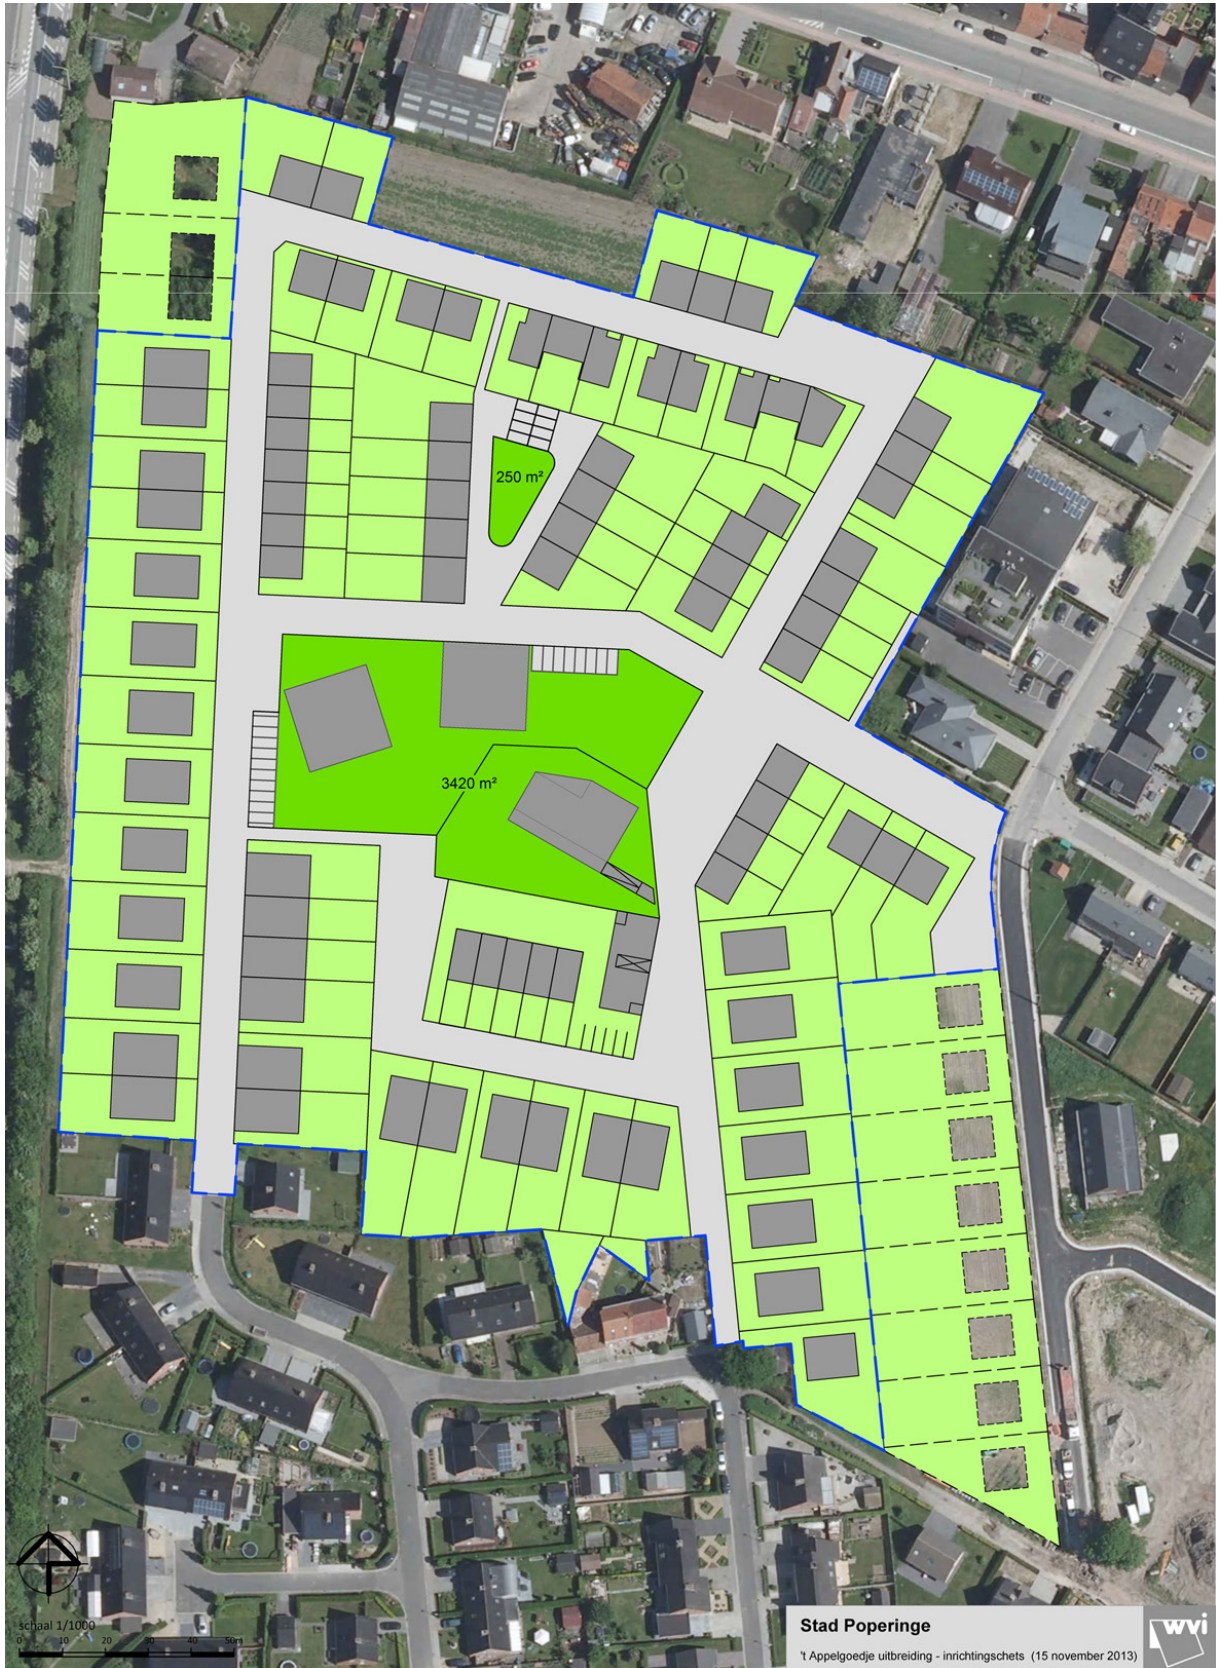 250 m²
3420 m²
schaal 1/1000
0 10 20 30 40 50m
Stad Poperinge
't Appelgoedje uitbreiding - inrichtingschets (15 november 2013)
wvi